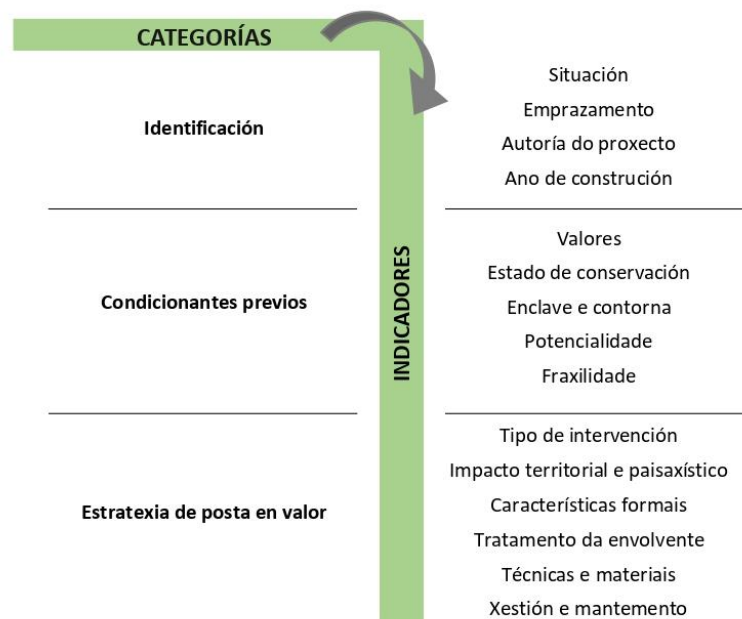 CATEGORÍAS
INDICADORES
Identificación
Situación
Emprazamento
Autoría do proxecto
Ano de construción
Condicionantes previos
Valores
Estado de conservación
Enclave e contorna
Potencialidade
Fraxilidade
Estratexia de posta en valor
Tipo de intervención
Impacto territorial e paisaxístico
Características formais
Tratamento da envolvente
Técnicas e materiais
Xestión e mantemento